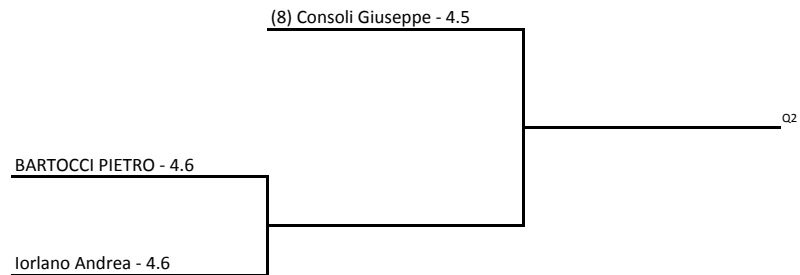 (8) Consoli Giuseppe - 4.5
Q2
BARTOCCI PIETRO - 4.6
Iorlano Andrea - 4.6